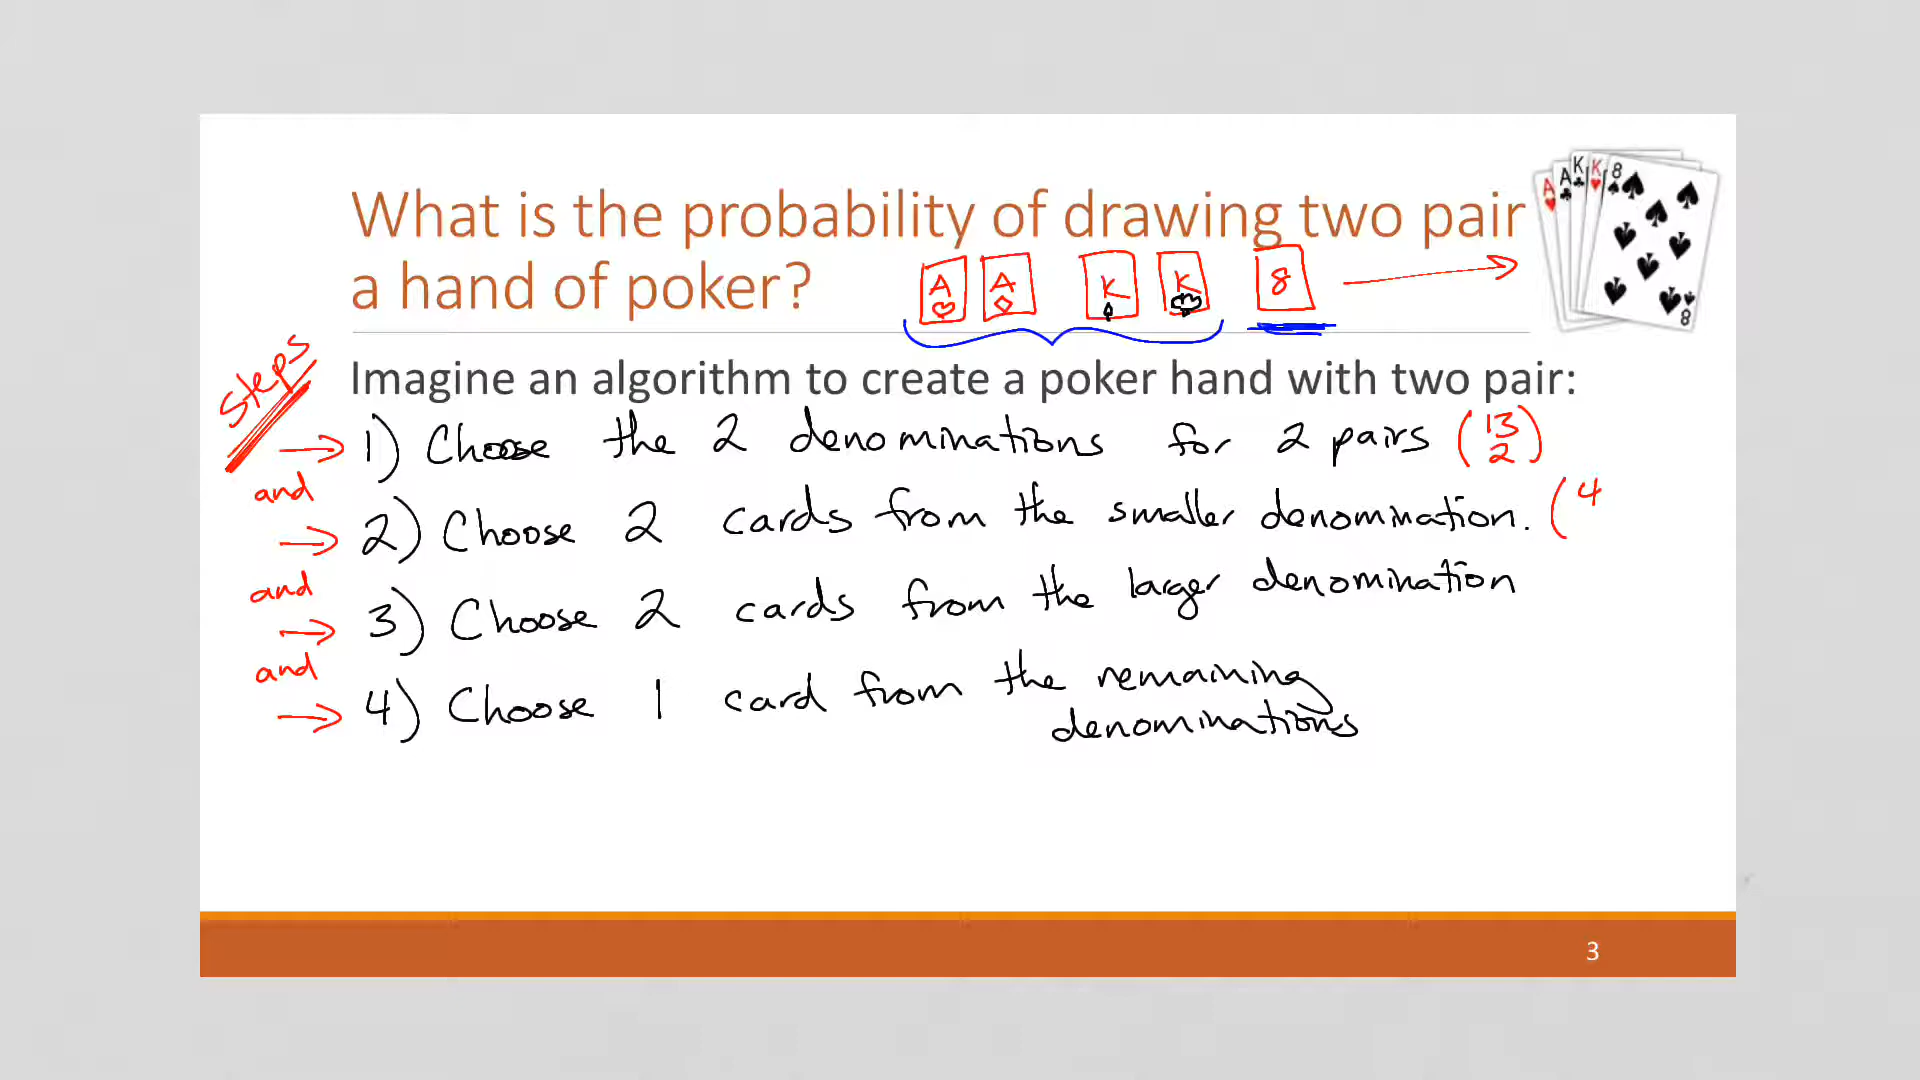 What is the probability of drawing two pair
a hand of poker?
A A K K 8
A A K K 8
8
Steps
Imagine an algorithm to create a poker hand with two pair:
1) Choose the 2 denominations for 2 pairs (13 2)
and
2) Choose 2 cards from the smaller denomination. (4
and
3) Choose 2 cards from the larger denomination
and
4) Choose 1 card from the remaining
denominations
3